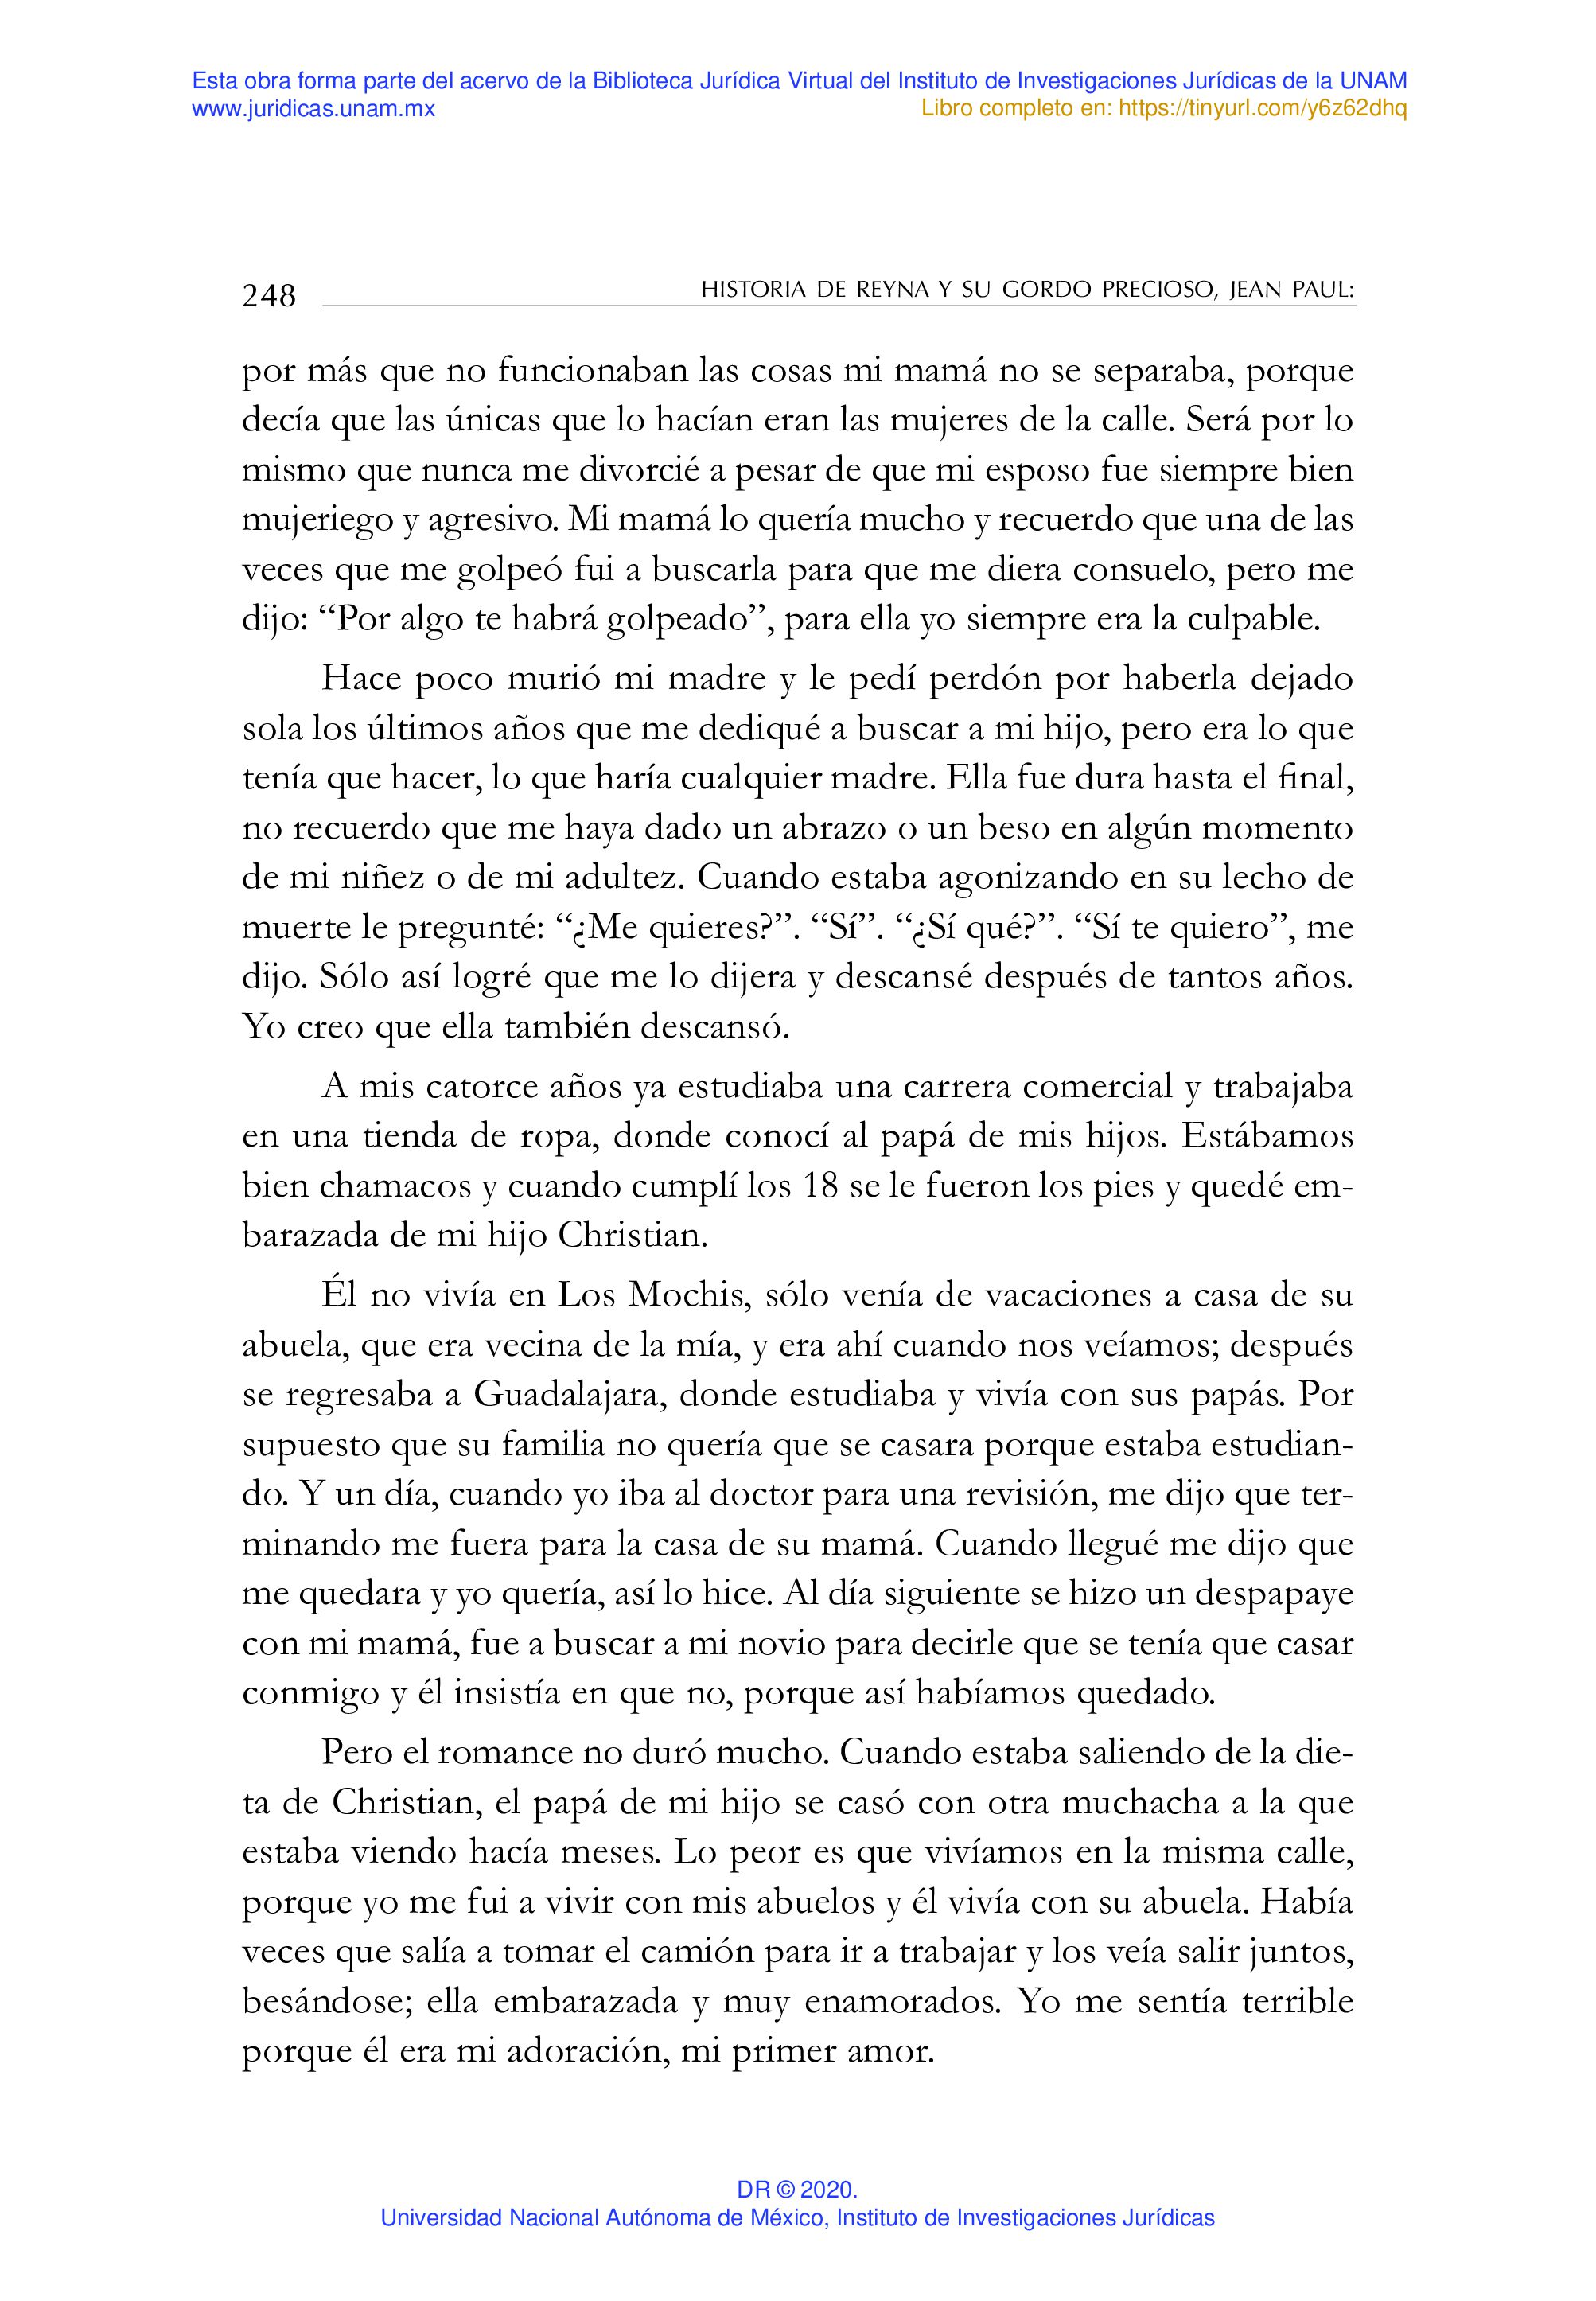 Esta obra forma parte del acervo de la Biblioteca Jurídica Virtual del Instituto de Investigaciones Jurídicas de la UNAM
www.juridicas.unam.mx
Libro completo en: https://tinyurl.com/y6z62dhq
248
HISTORIA DE REYNA Y SU GORDO PRECIOSO, JEAN PAUL:
por más que no funcionaban las cosas mi mamá no se separaba, porque
decía que las únicas que lo hacían eran las mujeres de la calle. Será por lo
mismo que nunca me divorcié a pesar de que mi esposo fue siempre bien
mujeriego y agresivo. Mi mamá lo quería mucho y recuerdo que una de las
veces que me golpeó fui a buscarla para que me diera consuelo, pero me
dijo: “Por algo te habrá golpeado”, para ella yo siempre era la culpable.
Hace poco murió mi madre y le pedí perdón por haberla dejado
sola los últimos años que me dediqué a buscar a mi hijo, pero era lo que
tenía que hacer, lo que haría cualquier madre. Ella fue dura hasta el final,
no recuerdo que me haya dado un abrazo o un beso en algún momento
de mi niñez o de mi adultez. Cuando estaba agonizando en su lecho de
muerte le pregunté: “¿Me quieres?”. “Sí”. “¿Sí qué?”. “Sí te quiero”, me
dijo. Sólo así logré que me lo dijera y descansé después de tantos años.
Yo creo que ella también descansó.
A mis catorce años ya estudiaba una carrera comercial y trabajaba
en una tienda de ropa, donde conocí al papá de mis hijos. Estábamos
bien chamacos y cuando cumplí los 18 se le fueron los pies y quedé em-
barazada de mi hijo Christian.
Él no vivía en Los Mochis, sólo venía de vacaciones a casa de su
abuela, que era vecina de la mía, y era ahí cuando nos veíamos; después
se regresaba a Guadalajara, donde estudiaba y vivía con sus papás. Por
supuesto que su familia no quería que se casara porque estaba estudian-
do. Y un día, cuando yo iba al doctor para una revisión, me dijo que ter-
minando me fuera para la casa de su mamá. Cuando llegué me dijo que
me quedara y yo quería, así lo hice. Al día siguiente se hizo un despapaye
con mi mamá, fue a buscar a mi novio para decirle que se tenía que casar
conmigo y él insistía en que no, porque así habíamos quedado.
Pero el romance no duró mucho. Cuando estaba saliendo de la die-
ta de Christian, el papá de mi hijo se casó con otra muchacha a la que
estaba viendo hacía meses. Lo peor es que vivíamos en la misma calle,
porque yo me fui a vivir con mis abuelos y él vivía con su abuela. Había
veces que salía a tomar el camión para ir a trabajar y los veía salir juntos,
besándose; ella embarazada y muy enamorados. Yo me sentía terrible
porque él era mi adoración, mi primer amor.
DR © 2020.
Universidad Nacional Autónoma de México, Instituto de Investigaciones Jurídicas